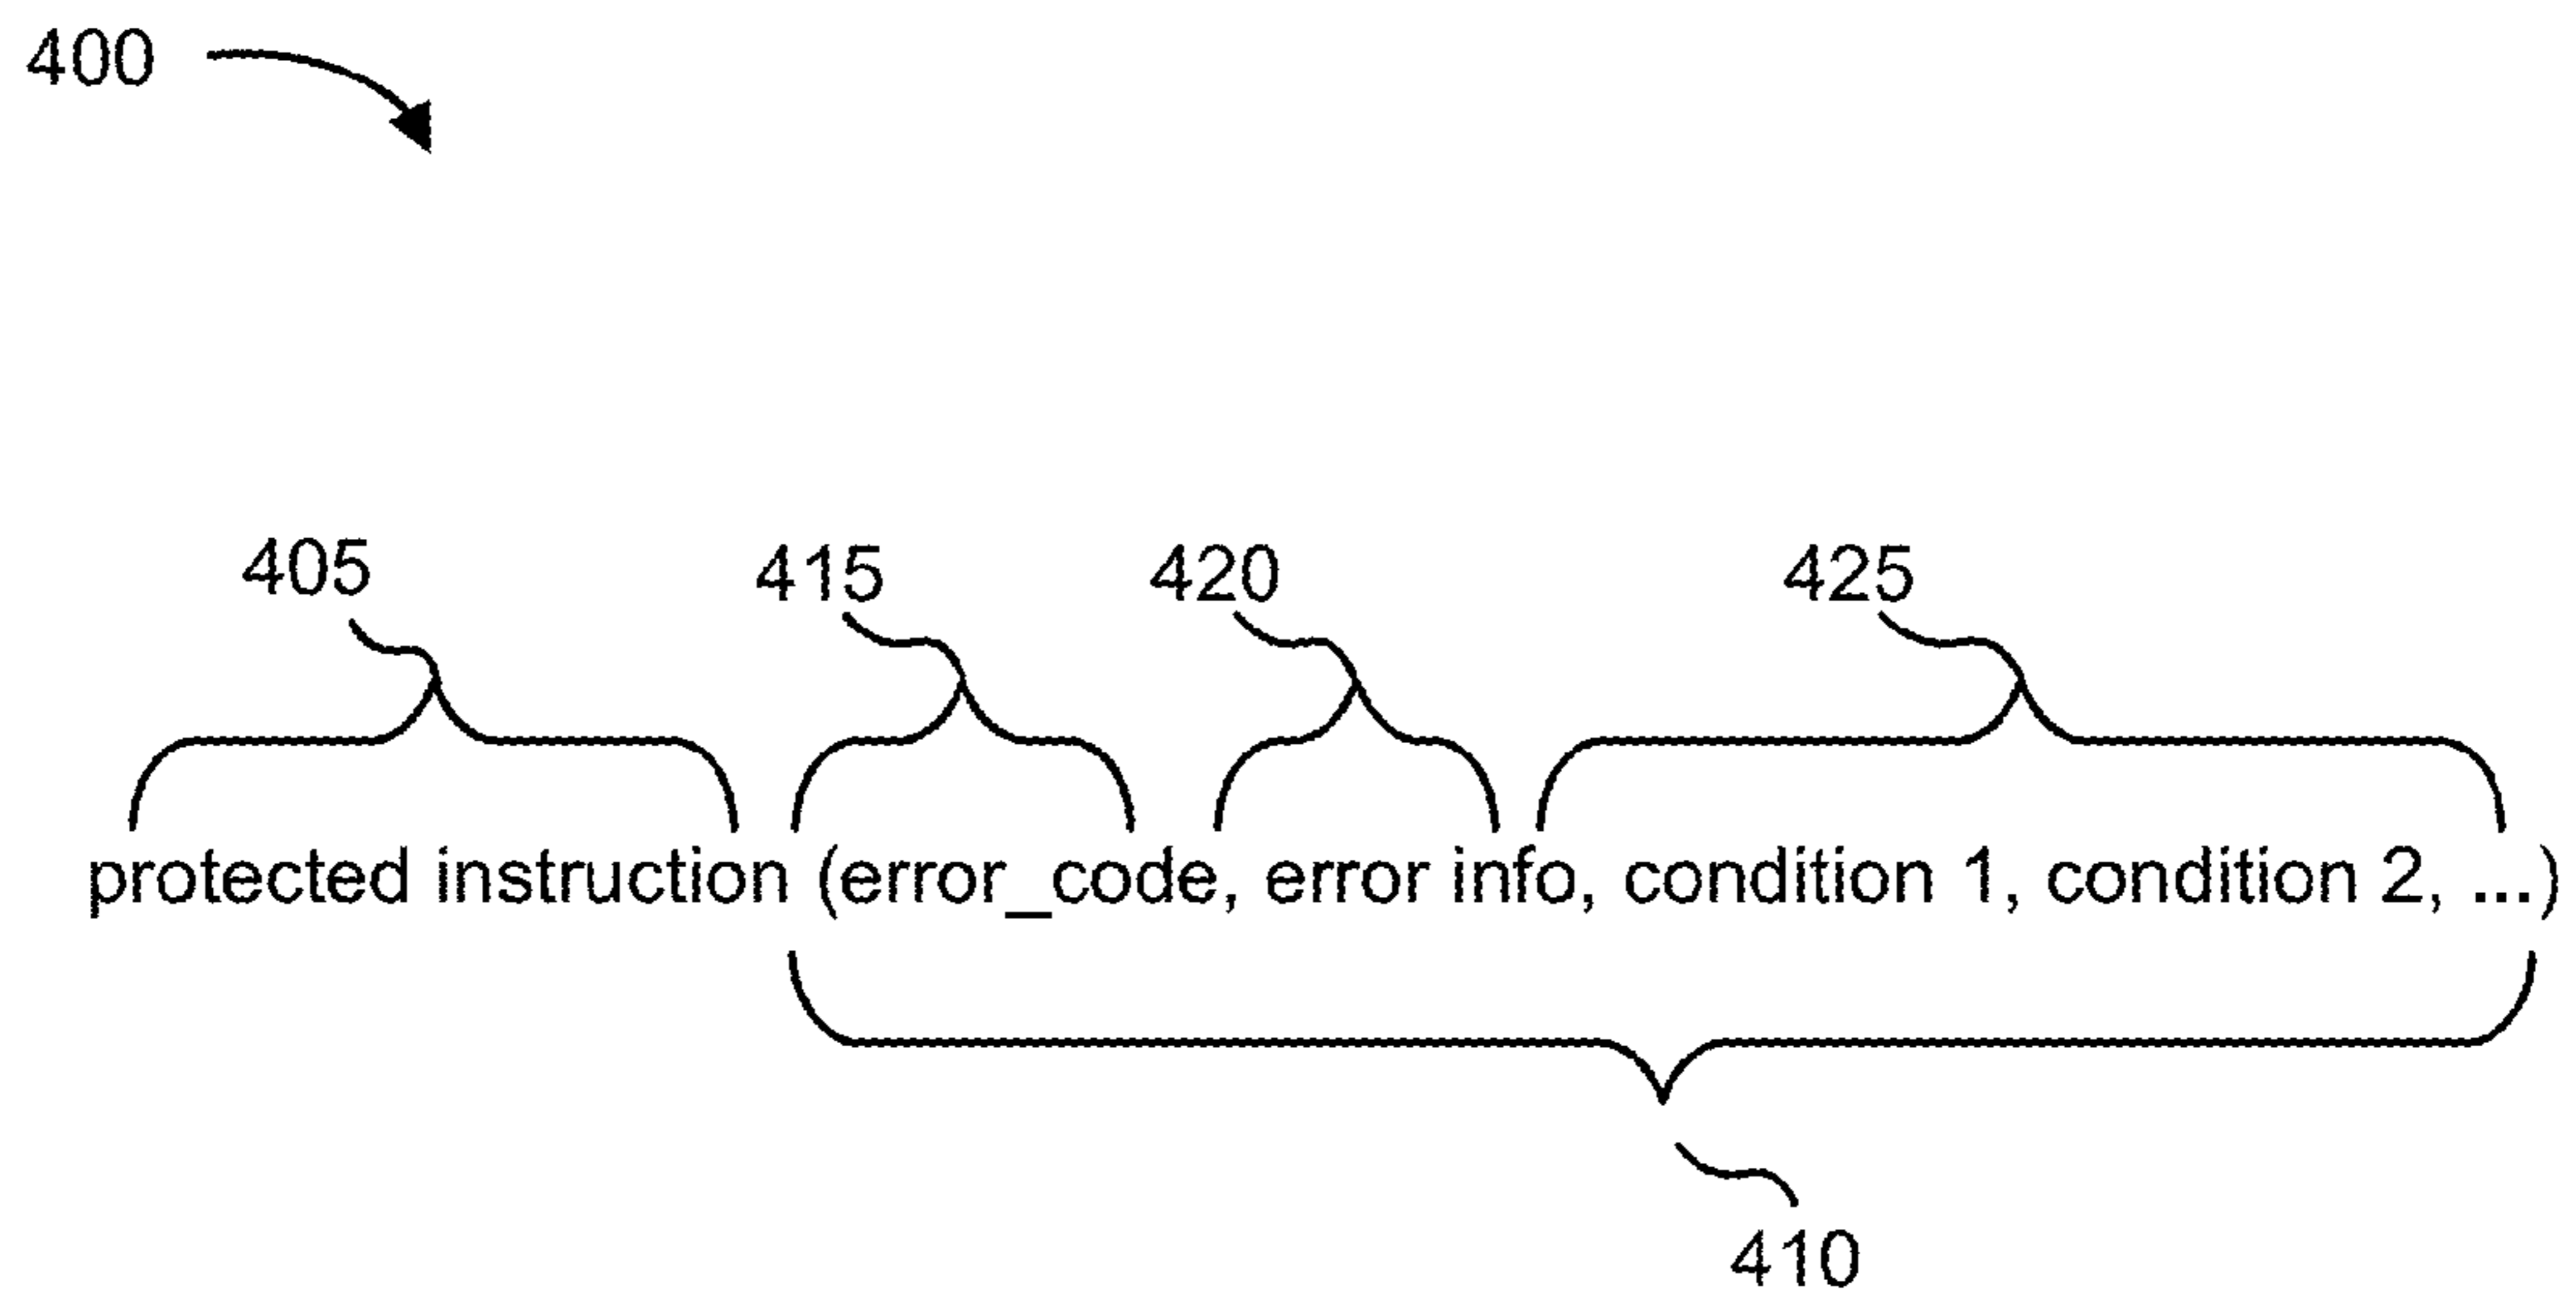 400
405 415 420 425
protected instruction (error_code, error info, condition 1, condition 2, ...)
410